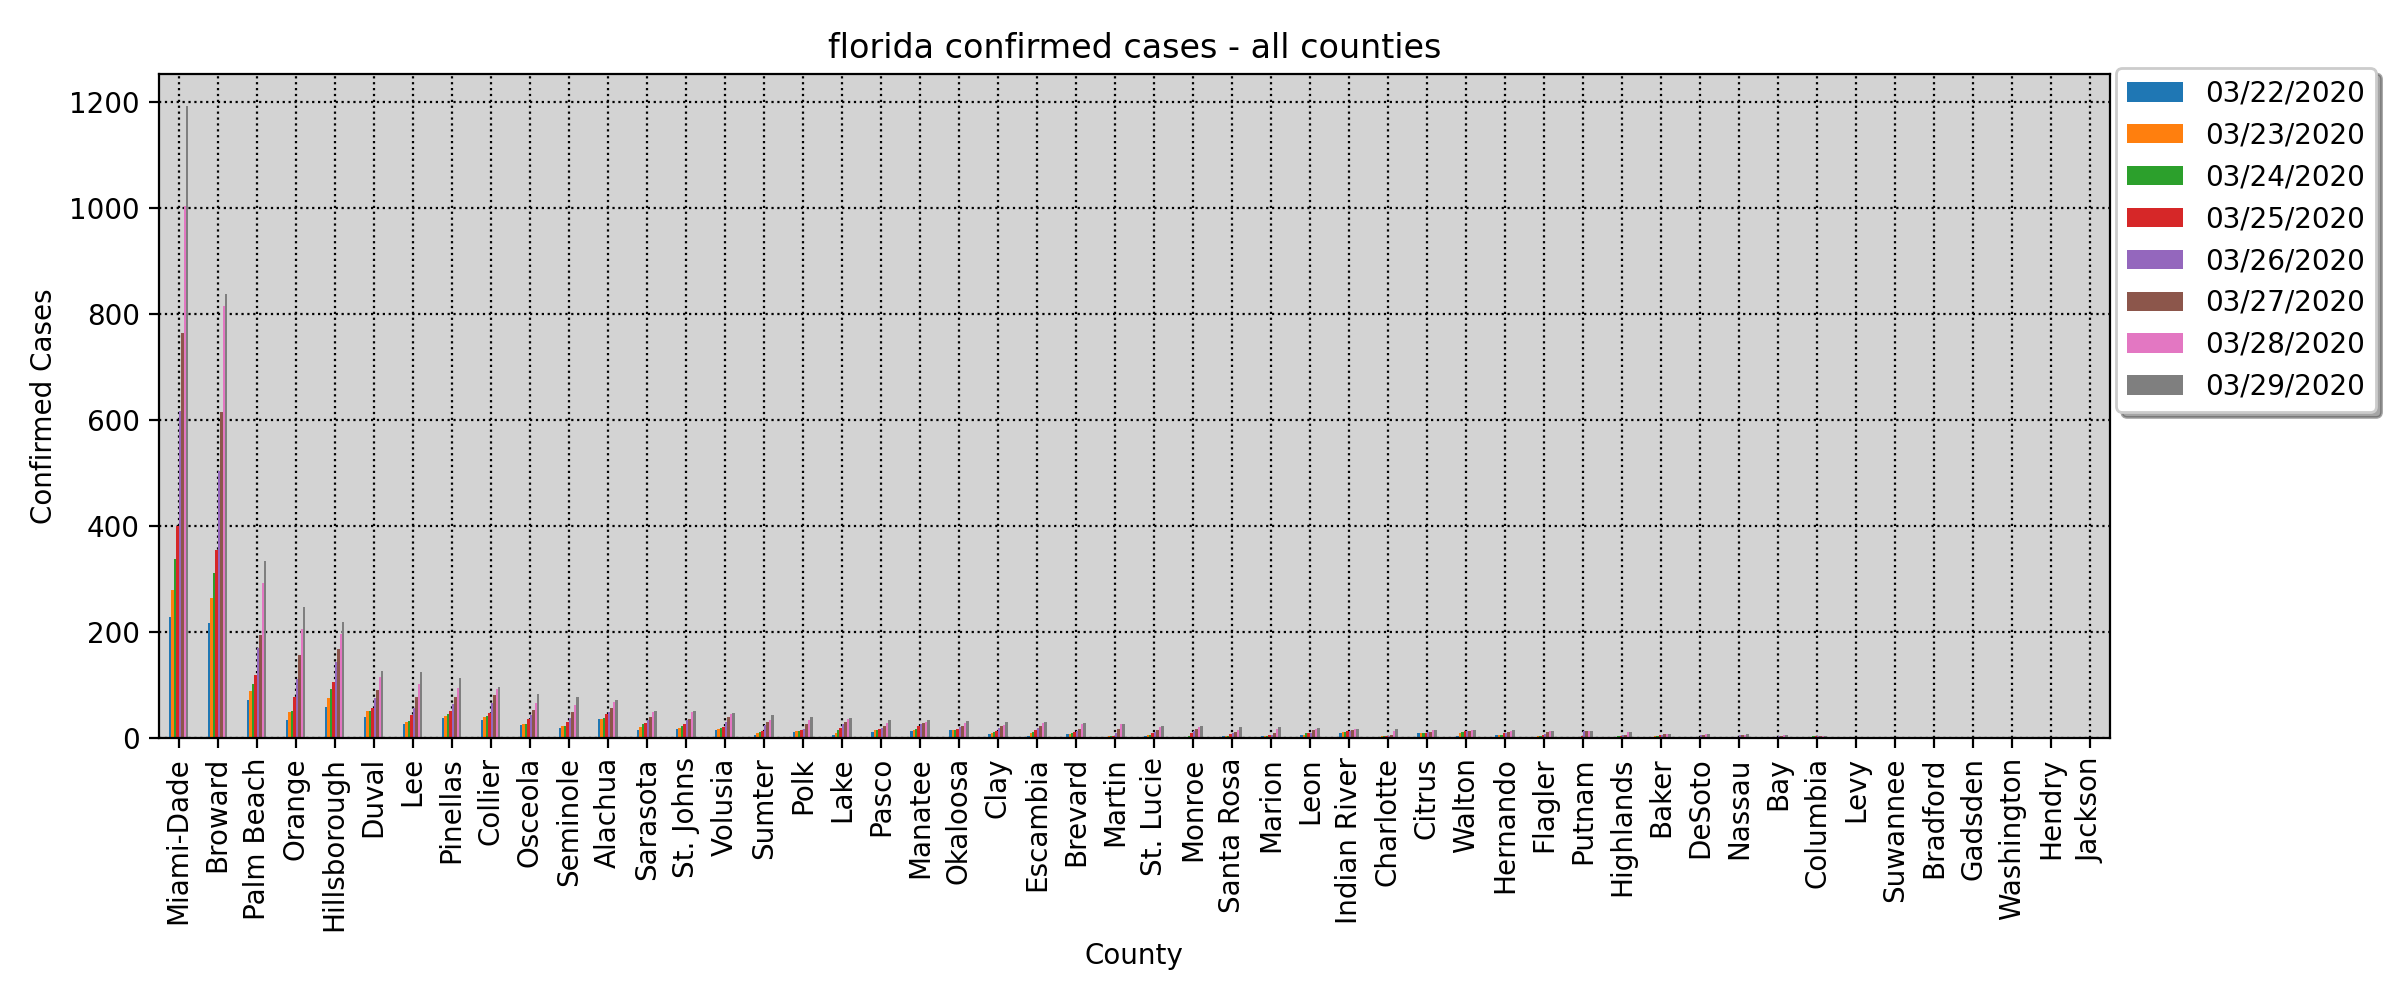 florida confirmed cases - all counties
Confirmed Cases
1200
1000
800
600
400
200
0
Miami-Dade
Broward
Palm Beach
Orange
Hillsborough
Duval
Lee
Pinellas
Collier
Osceola
Seminole
Alachua
Sarasota
St. Johns
Volusia
Sumter
Polk
Lake
Pasco
Manatee
Okaloosa
Clay
Escambia
Brevard
Martin
St. Lucie
Monroe
Santa Rosa
Marion
Leon
Indian River
Charlotte
Citrus
Walton
Hernando
Flagler
Putnam
Highlands
Baker
DeSoto
Nassau
Bay
Columbia
Levy
Suwannee
Bradford
Gadsden
Washington
Hendry
Jackson
County
03/22/2020
03/23/2020
03/24/2020
03/25/2020
03/26/2020
03/27/2020
03/28/2020
03/29/2020